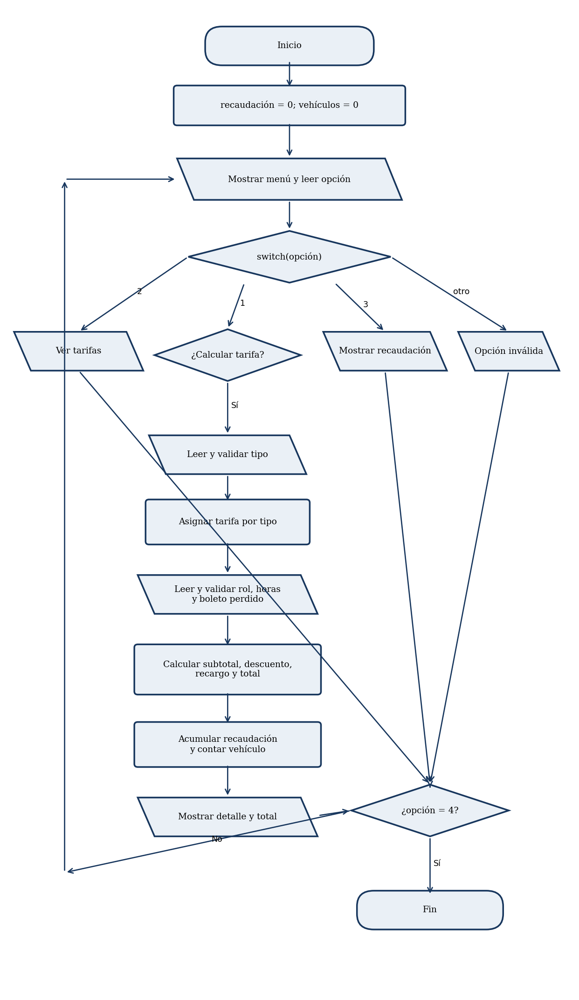 Inicio
recaudación = 0; vehículos = 0
Mostrar menú y leer opción
switch(opción)
2
1
3
otro
Ver tarifas
¿Calcular tarifa?
Mostrar recaudación
Opción inválida
Sí
Leer y validar tipo
Asignar tarifa por tipo
Leer y validar rol, horas
y boleto perdido
Calcular subtotal, descuento,
recargo y total
Acumular recaudación
y contar vehículo
Mostrar detalle y total
¿opción = 4?
No
Sí
Fin